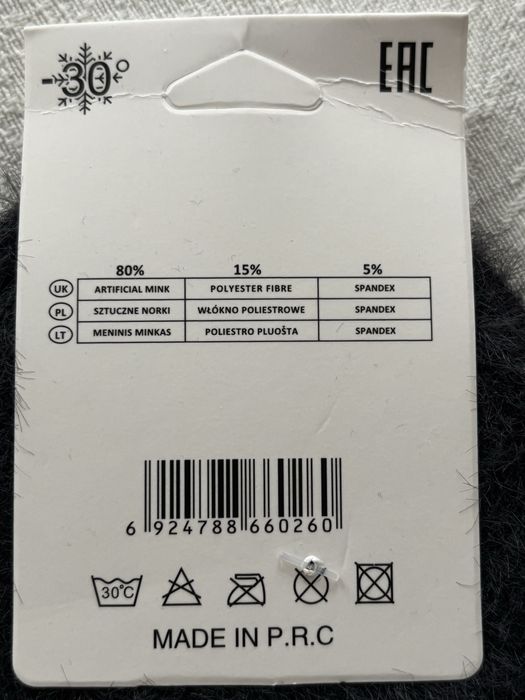 -30°
EAC
80% 15% 5%
UK ARTIFICIAL MINK POLYESTER FIBRE SPANDEX
PL SZTUCZNE NORKI WŁÓKNO POLIESTROWE SPANDEX
LT MENINIS MINKAS POLIESTRO PLUOŠTA SPANDEX
6 924788 660260
30°C
MADE IN P.R.C